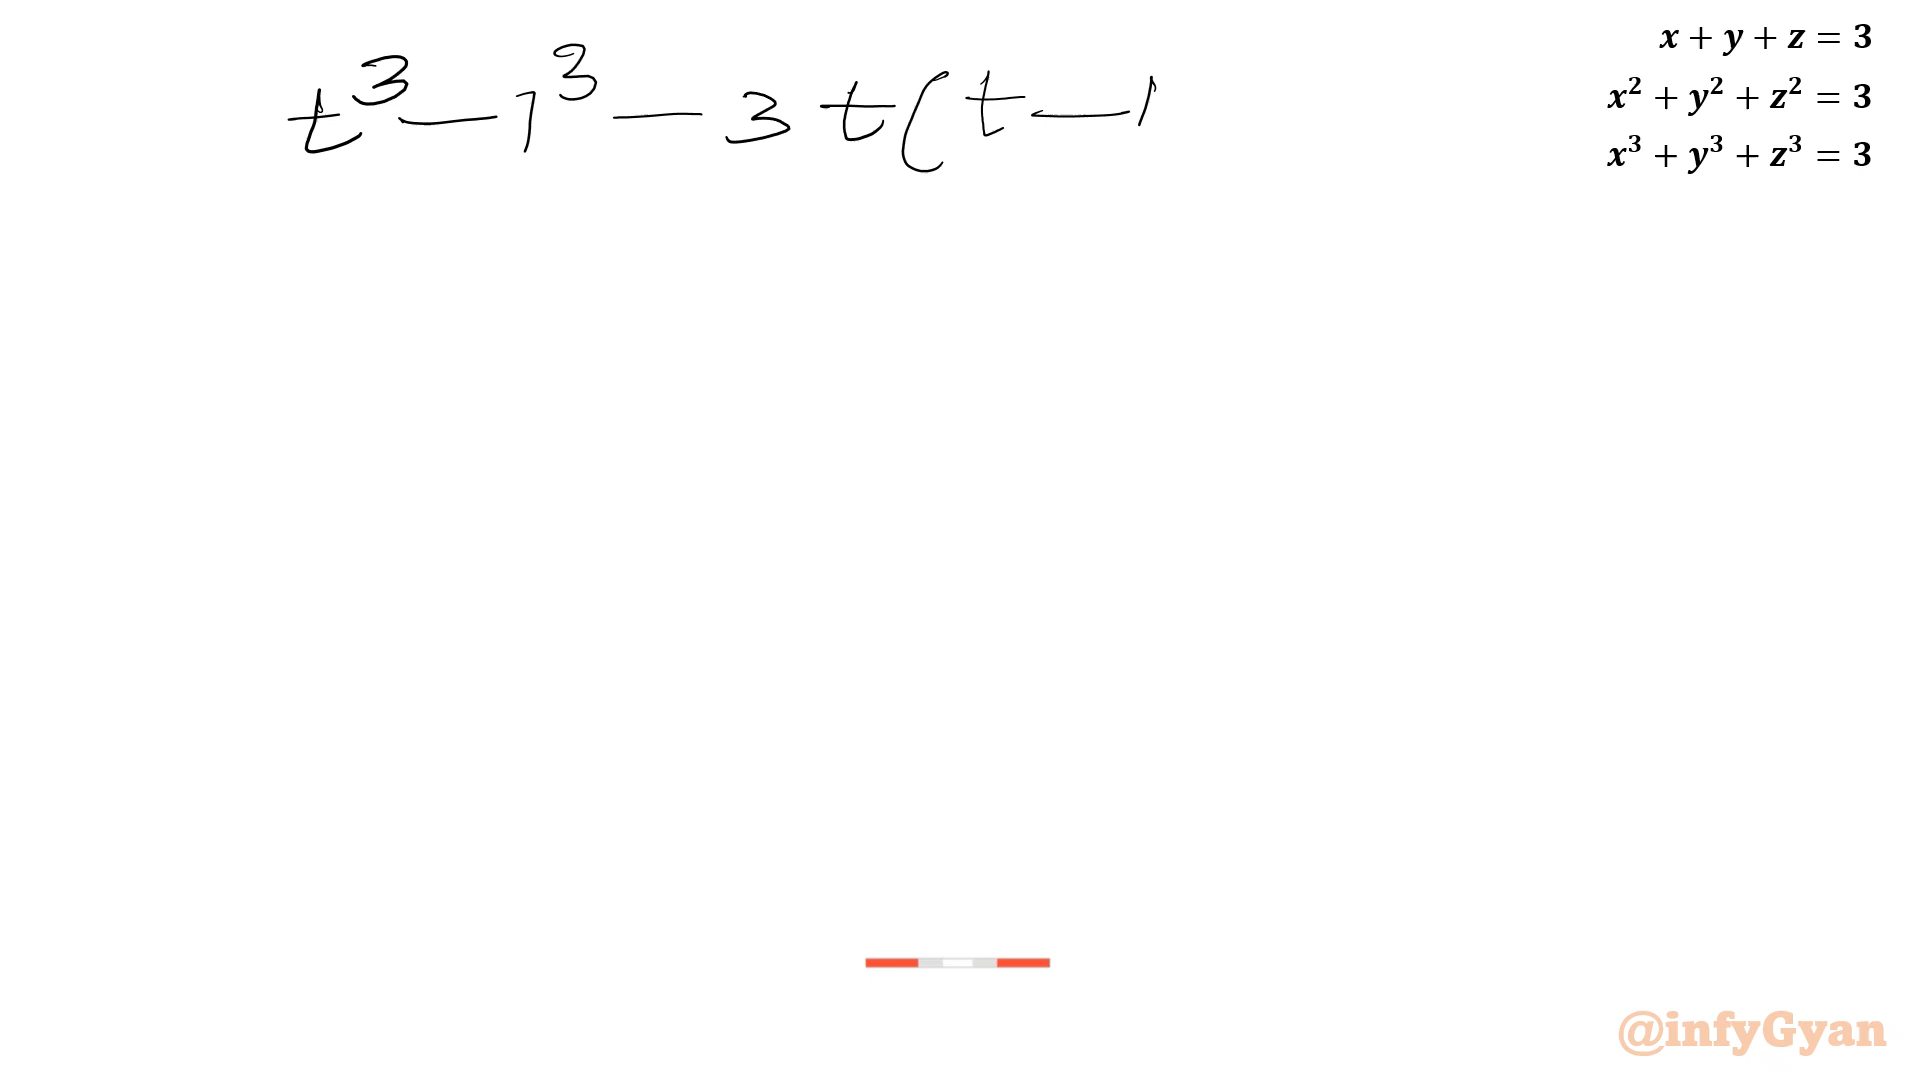 t³ - 1³ - 3t(t - 1
x + y + z = 3
x² + y² + z² = 3
x³ + y³ + z³ = 3
@infyGyan